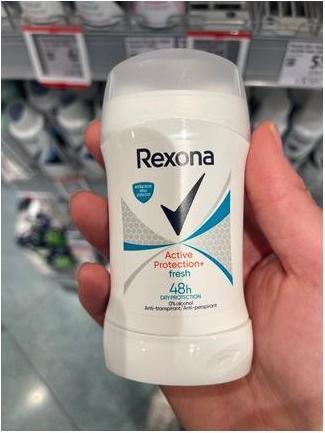 Rexona
Active
Protection+
fresh
48h
DRY PROTECTION
0% alcohol
Anti-transpirant/Anti-perspirant